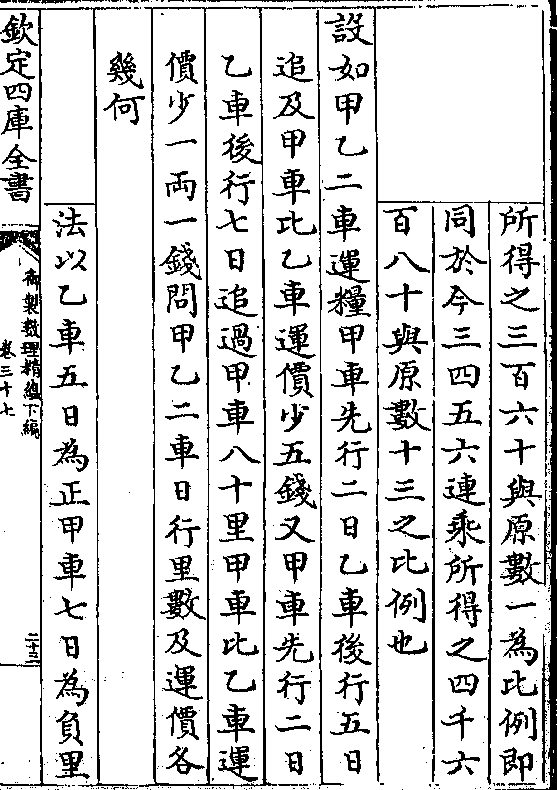 所得之三百六十與原數一為比例即
同於今三四五六連乘所得之四千六
百八十與原數十三之比例也
設如甲乙二車運糧甲車先行二日乙車後行五日
追及甲車比乙車運價少五錢又甲車先行二日
乙車後行七日追過甲車八十里甲車比乙車運
價少一兩一錢問甲乙二車日行里數及運價各
幾何
法以乙車五日為正甲車七日為負里
欽定四庫全書
御製數理精蘊下編
卷三十七
二十三